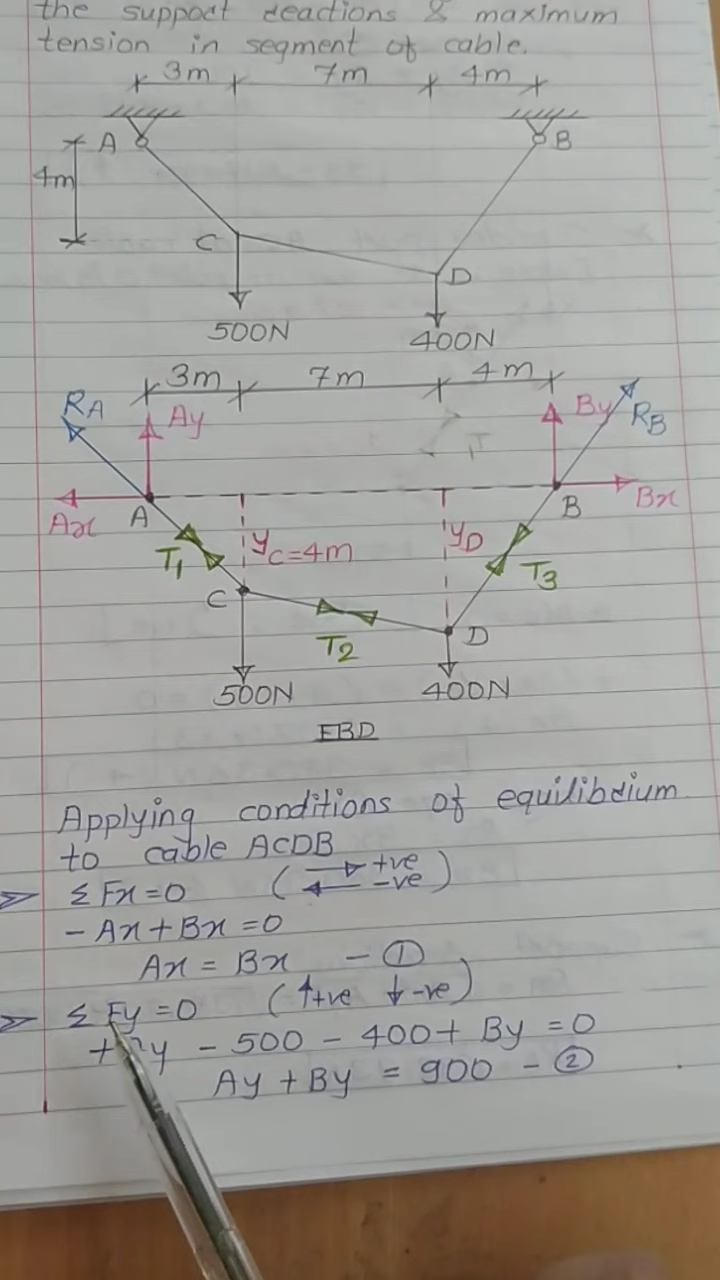 the support reactions & maximum
tension in segment of cable.
3m 7m 4m
A B
4m
C
D
500N 400N
3m 7m 4m
RA Ay By RB
Ax A B Bx
T1 yc=4m yD T3
C
T2 D
500N 400N
FBD
Applying conditions of equilibrium
to cable ACDB
ΣFx=0 (→ +ve ← -ve)
- Ax + Bx = 0
Ax = Bx - ①
ΣFy=0 (↑+ve ↓-ve)
+ y - 500 - 400 + By = 0
Ay + By = 900 - ②